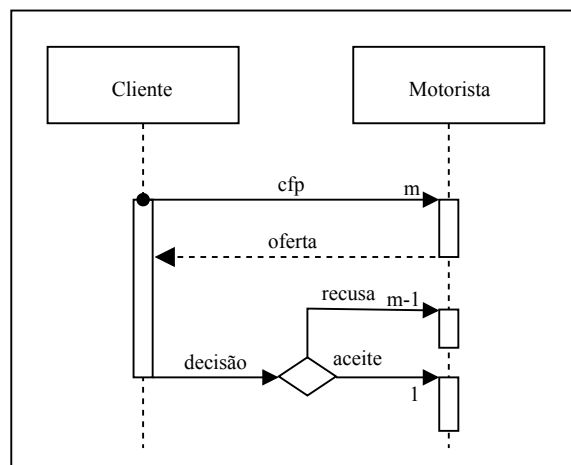 Cliente
Motorista
cfp
m
oferta
recusa
m-1
decisão
aceite
1